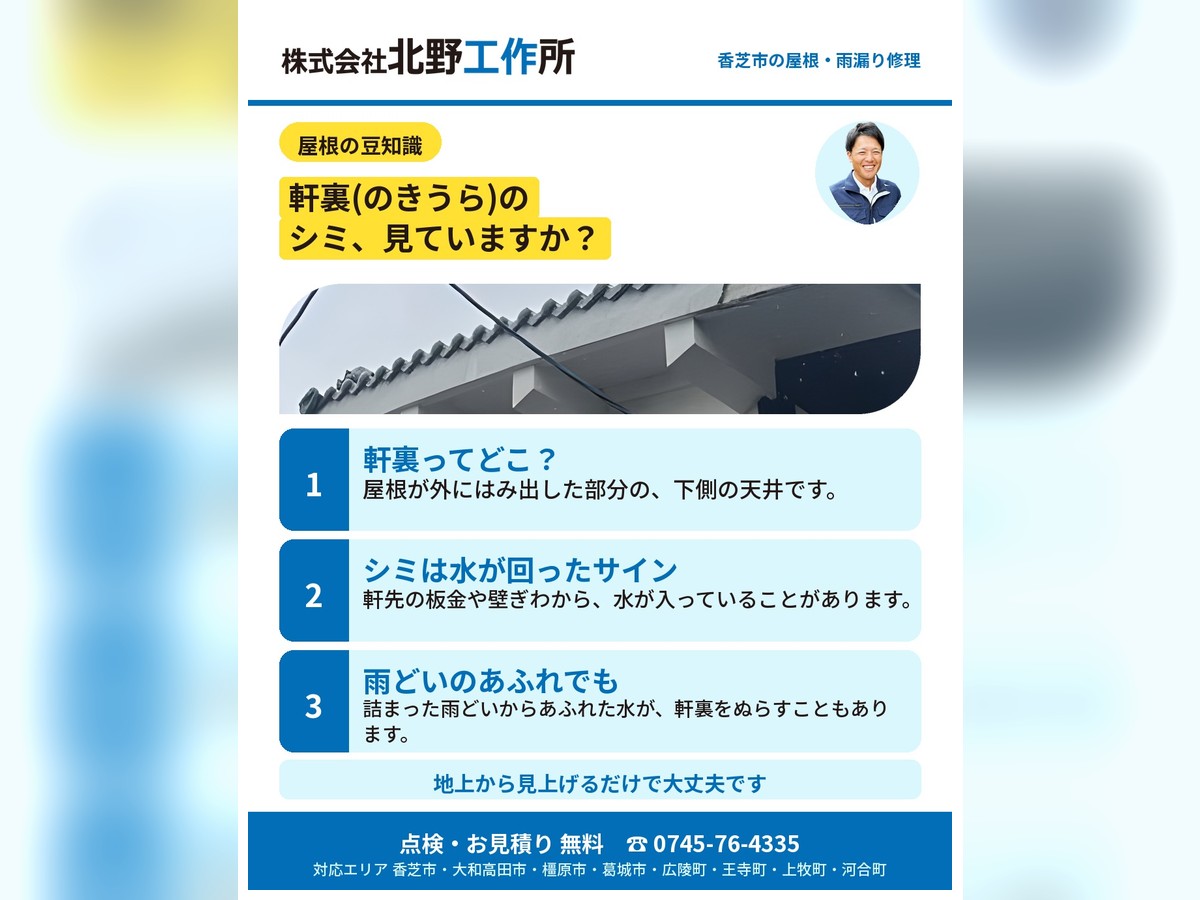 株式会社北野工作所
香芝市の屋根・雨漏り修理
屋根の豆知識
軒裏(のきうら)の
シミ、見ていますか？
1
軒裏ってどこ？
屋根が外にはみ出した部分の、下側の天井です。
2
シミは水が回ったサイン
軒先の板金や壁ぎわから、水が入っていることがあります。
3
雨どいのあふれでも
詰まった雨どいからあふれた水が、軒裏をぬらすこともあり
ます。
地上から見上げるだけで大丈夫です
点検・お見積り 無料 ☎ 0745-76-4335
対応エリア 香芝市・大和高田市・橿原市・葛城市・広陵町・王寺町・上牧町・河合町